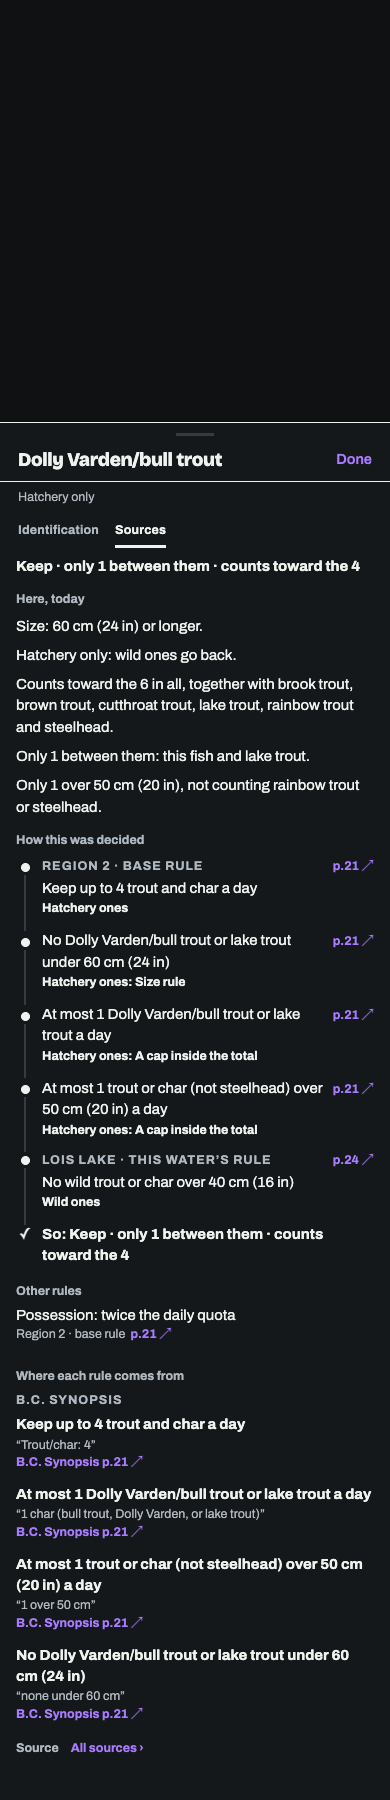 Dolly Varden/bull trout
Done
Hatchery only
Identification
Sources
Keep · only 1 between them · counts toward the 4
Here, today
Size: 60 cm (24 in) or longer.
Hatchery only: wild ones go back.
Counts toward the 6 in all, together with brook trout,
brown trout, cutthroat trout, lake trout, rainbow trout
and steelhead.
Only 1 between them: this fish and lake trout.
Only 1 over 50 cm (20 in), not counting rainbow trout
or steelhead.
How this was decided
REGION 2 · BASE RULE
p.21 ↗
Keep up to 4 trout and char a day
Hatchery ones
No Dolly Varden/bull trout or lake trout
under 60 cm (24 in)
p.21 ↗
Hatchery ones: Size rule
At most 1 Dolly Varden/bull trout or lake
trout a day
p.21 ↗
Hatchery ones: A cap inside the total
At most 1 trout or char (not steelhead) over
50 cm (20 in) a day
p.21 ↗
Hatchery ones: A cap inside the total
LOIS LAKE · THIS WATER'S RULE
p.24 ↗
No wild trout or char over 40 cm (16 in)
Wild ones
✓ So: Keep · only 1 between them · counts
toward the 4
Other rules
Possession: twice the daily quota
Region 2 · base rule p.21 ↗
Where each rule comes from
B.C. SYNOPSIS
Keep up to 4 trout and char a day
“Trout/char: 4”
B.C. Synopsis p.21 ↗
At most 1 Dolly Varden/bull trout or lake trout a day
“1 char (bull trout, Dolly Varden, or lake trout)”
B.C. Synopsis p.21 ↗
At most 1 trout or char (not steelhead) over 50 cm
(20 in) a day
“1 over 50 cm”
B.C. Synopsis p.21 ↗
No Dolly Varden/bull trout or lake trout under 60
cm (24 in)
“none under 60 cm”
B.C. Synopsis p.21 ↗
Source
All sources ›